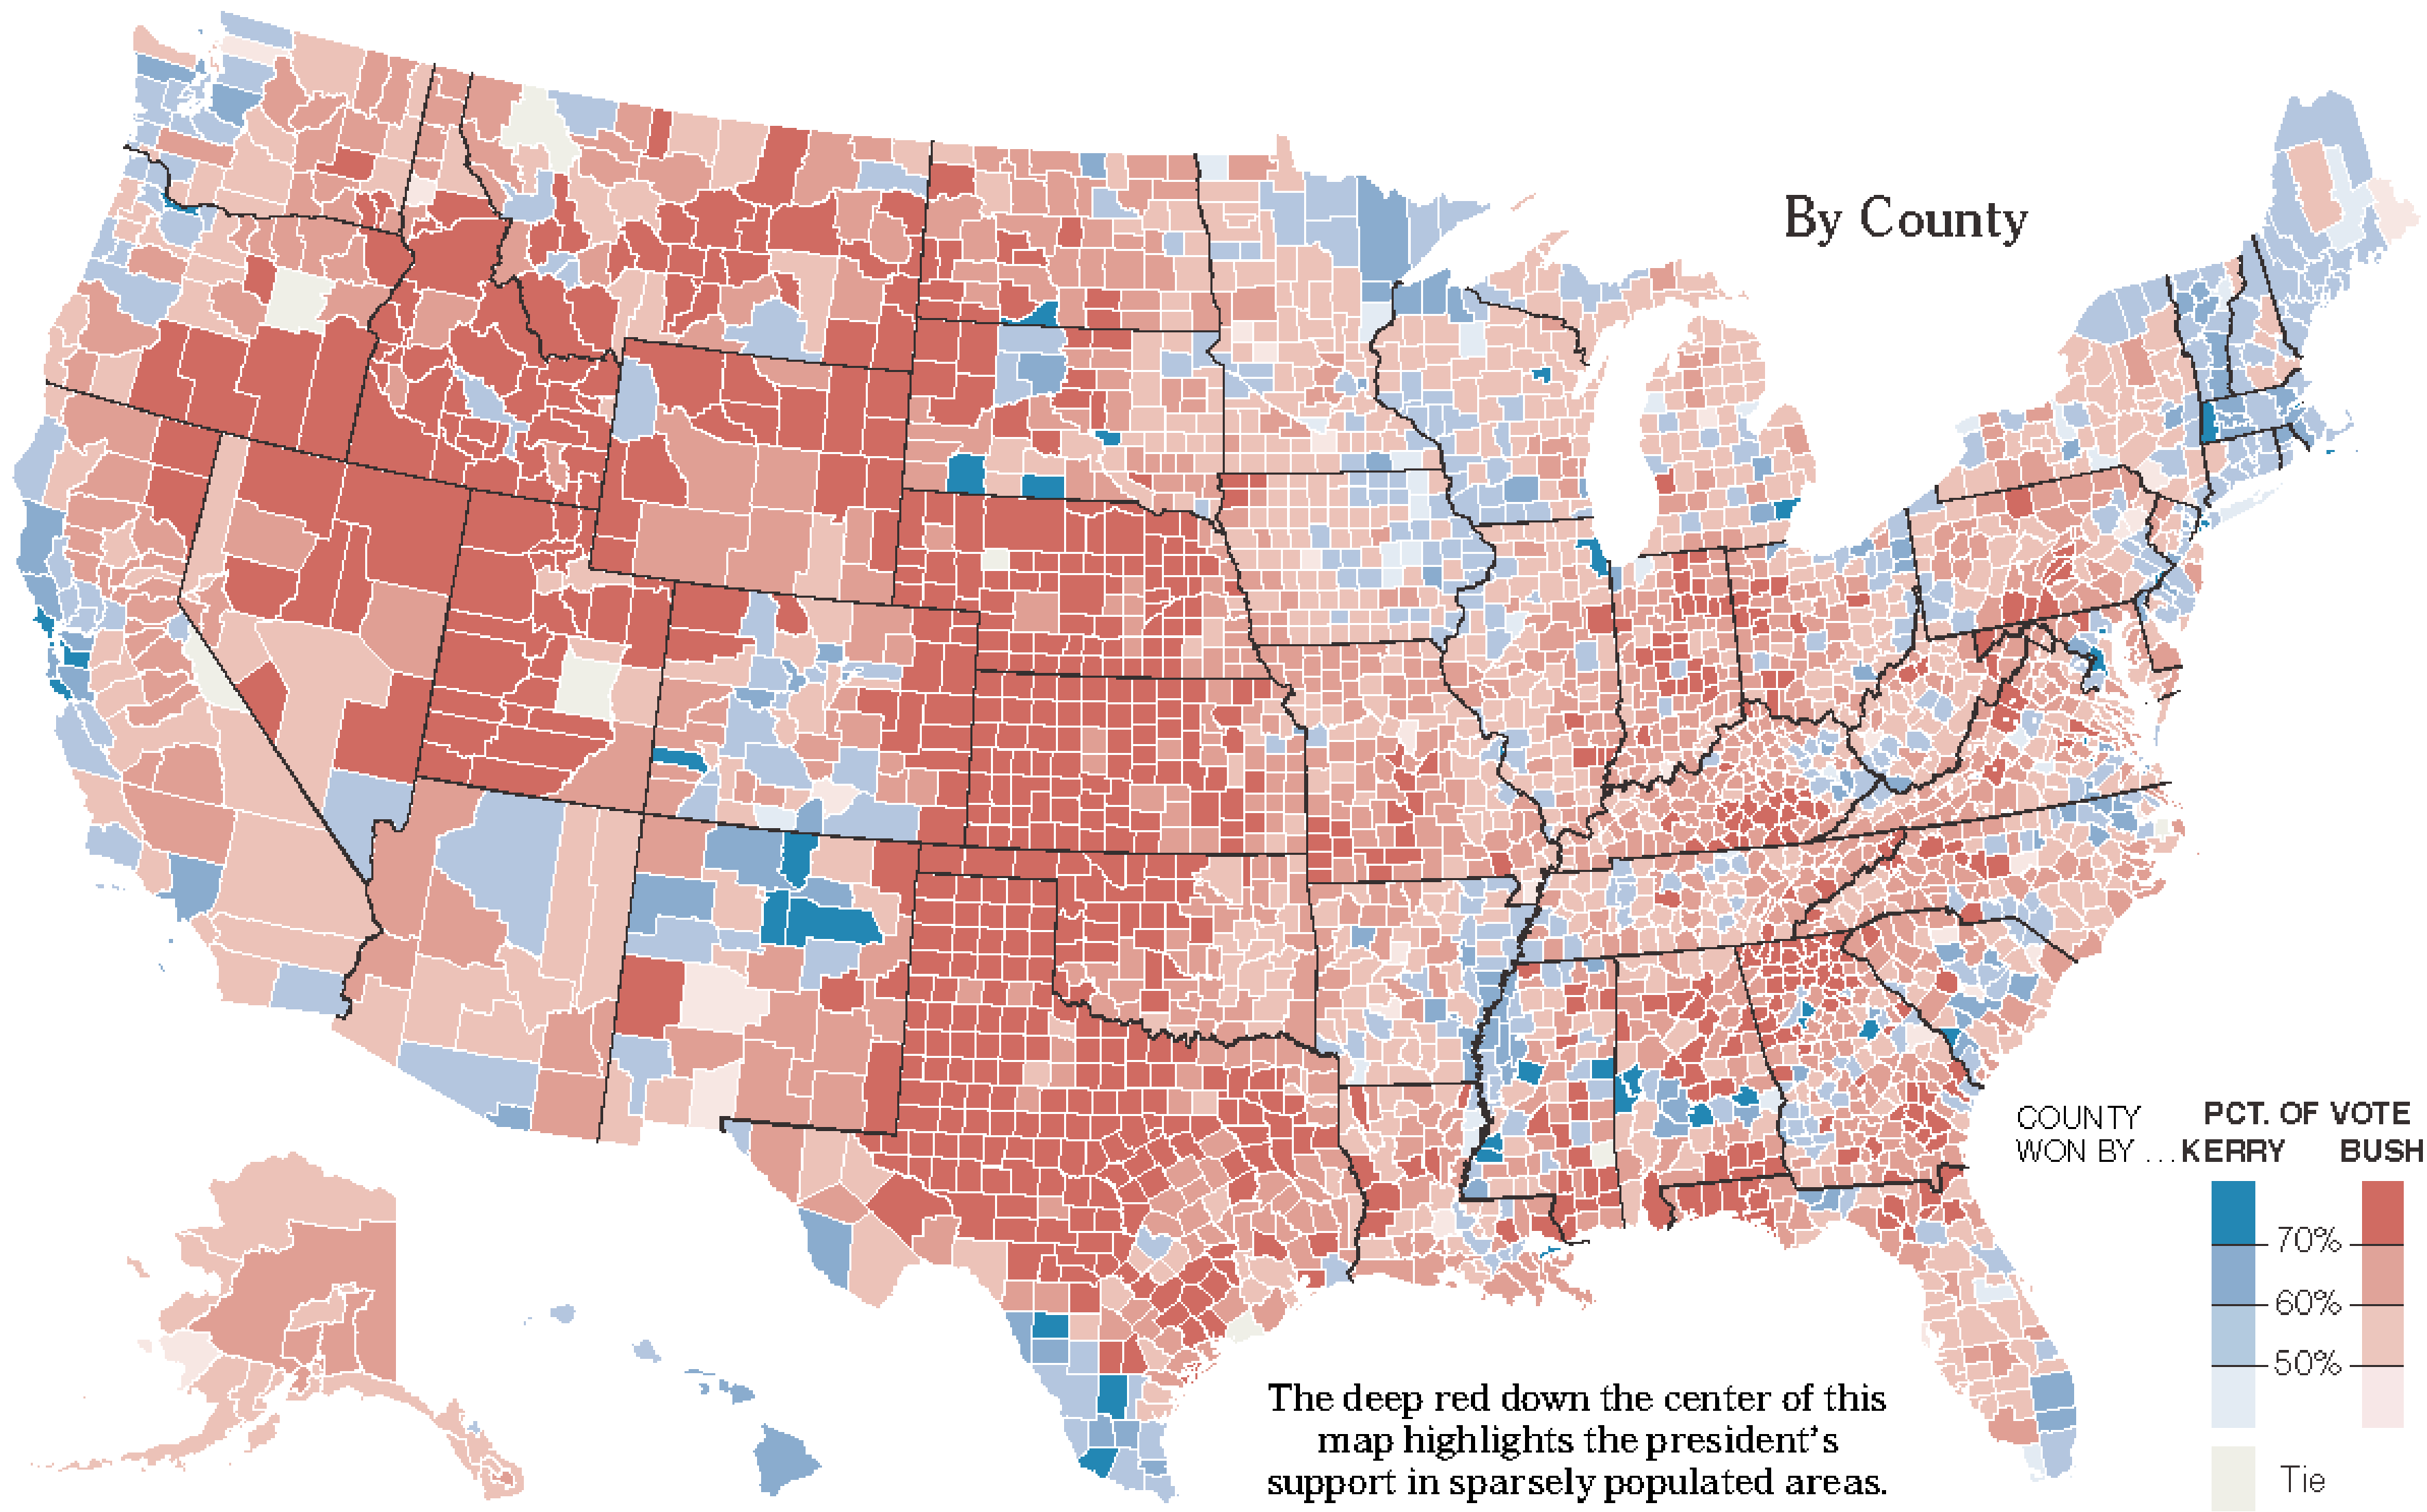 By County
COUNTY PCT. OF VOTE
WON BY ... KERRY BUSH
70%
60%
50%
Tie
The deep red down the center of this
map highlights the president's
support in sparsely populated areas.